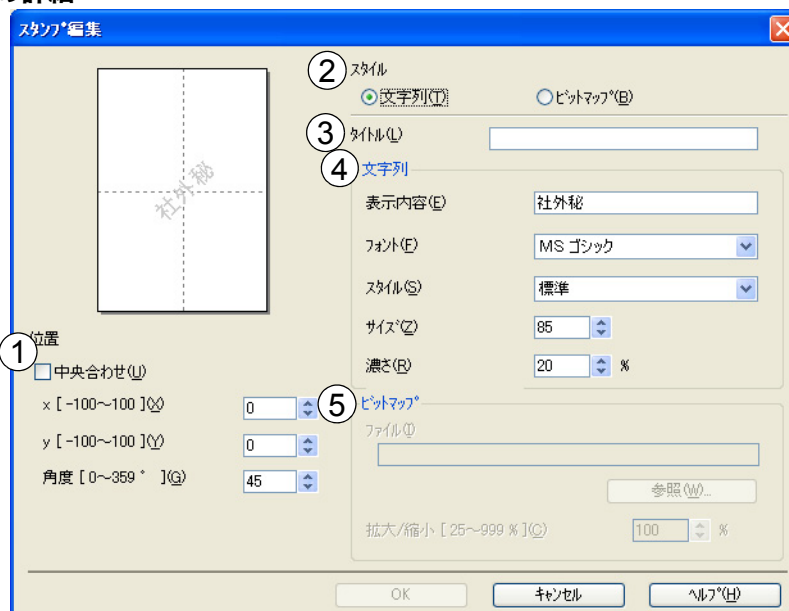 スタンプ編集
社外秘
② スタイル
文字列(T) ビットマップ(B)
③ タイトル(L)
④ 文字列
表示内容(E) 社外秘
フォント(F) MS ゴシック
スタイル(S) 標準
サイズ(Z) 85
濃さ(R) 20 %
位置
① 中央合わせ(U)
x [ -100～100 ](X) 0
y [ -100～100 ](Y) 0
角度 [ 0～359 ° ](G) 45
⑤ ビットマップ
ファイル(I)
参照(W)...
拡大/縮小 [ 25～999 % ](C) 100 %
OK キャンセル ヘルプ(H)